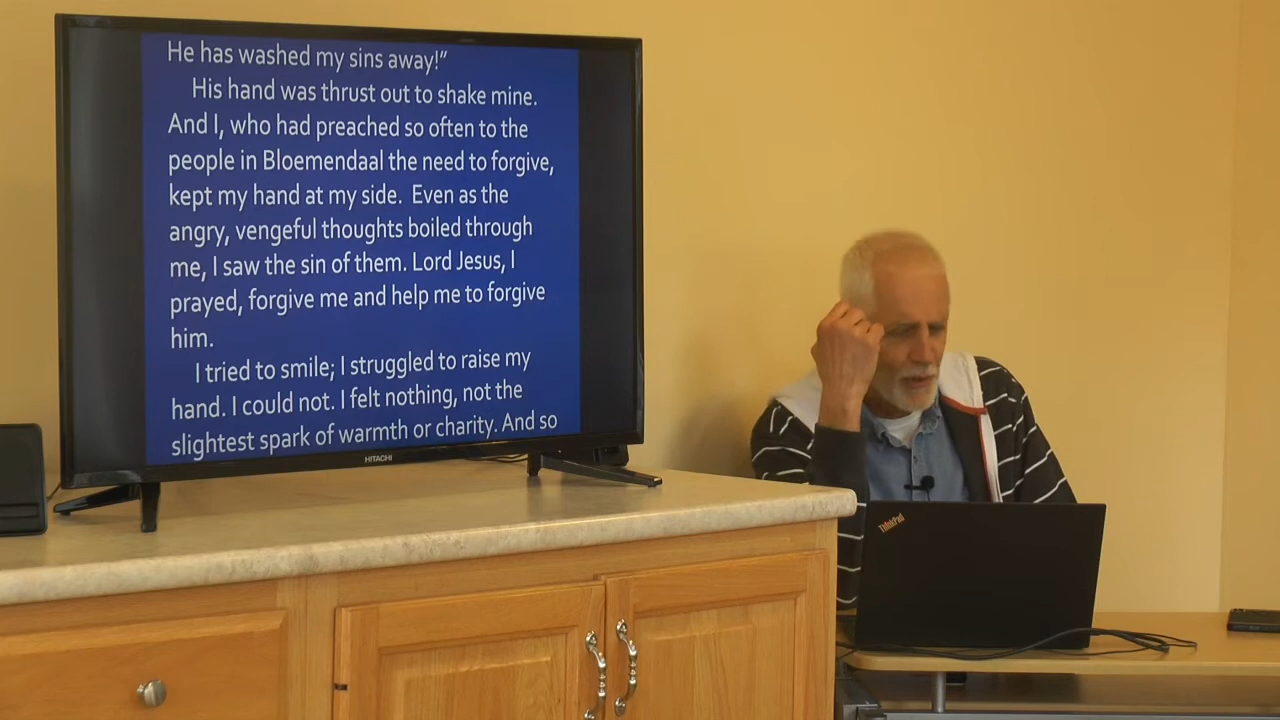 He has washed my sins away!”
His hand was thrust out to shake mine.
And I, who had preached so often to the
people in Bloemendaal the need to forgive,
kept my hand at my side. Even as the
angry, vengeful thoughts boiled through
me, I saw the sin of them. Lord Jesus, I
prayed, forgive me and help me to forgive
him.
I tried to smile; I struggled to raise my
hand. I could not. I felt nothing, not the
slightest spark of warmth or charity. And so
HITACHI
ThinkPad